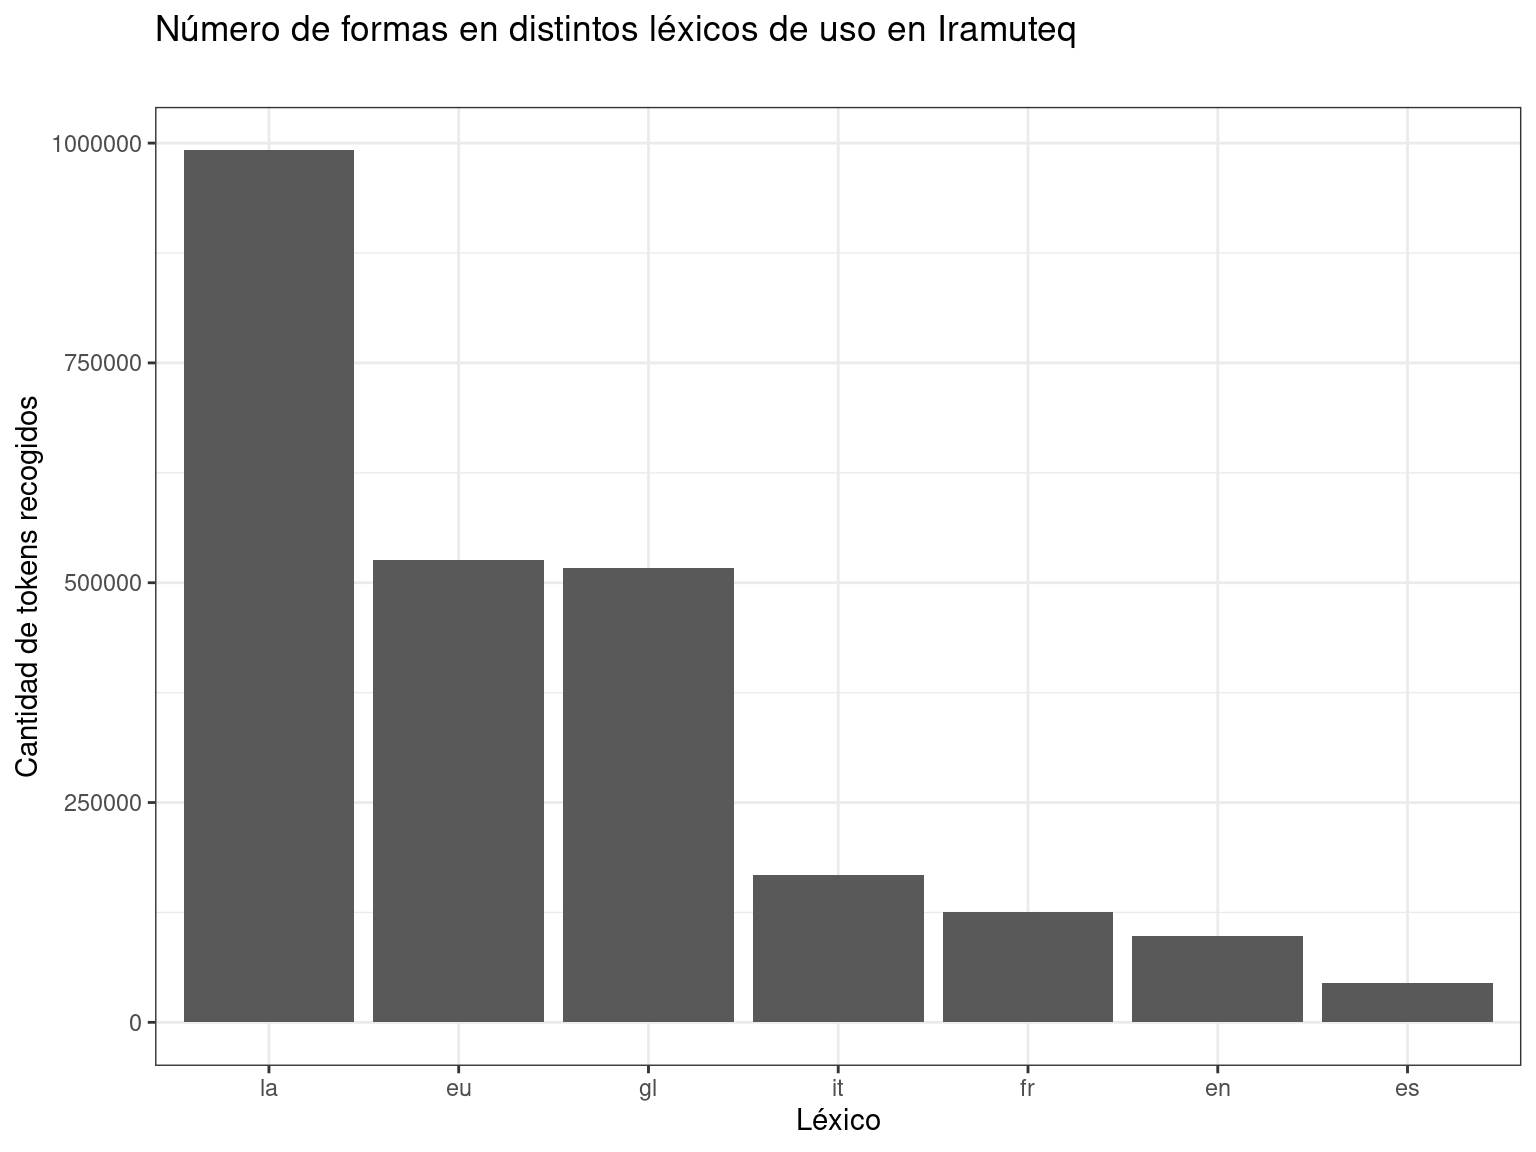 Número de formas en distintos léxicos de uso en Iramuteq
Cantidad de tokens recogidos
1000000
750000
500000
250000
0
la
eu
gl
it
fr
en
es
Léxico